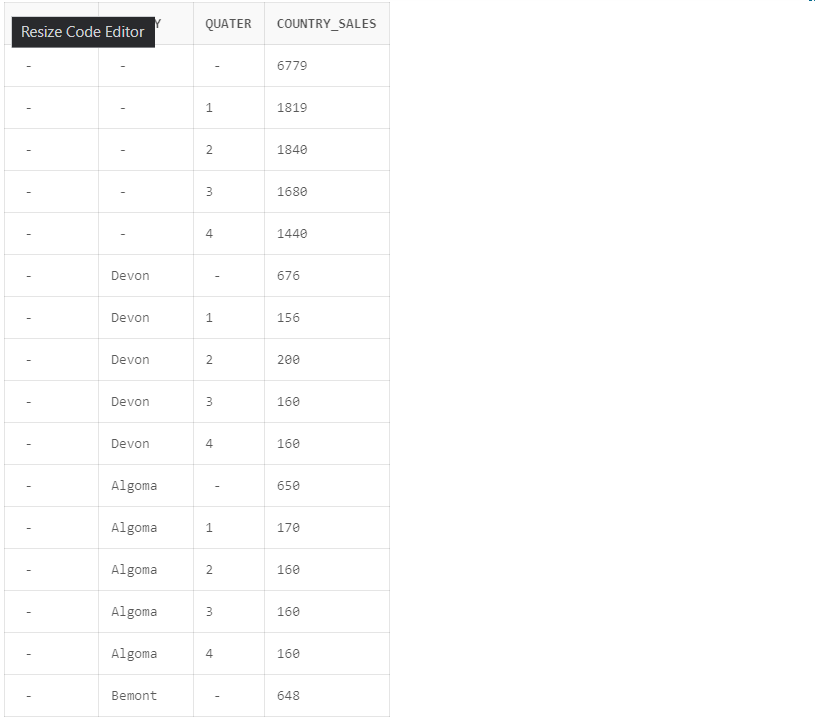 Resize Code Editor Y QUATER COUNTRY_SALES
- - - 6779
- - 1 1819
- - 2 1840
- - 3 1680
- - 4 1440
- Devon - 676
- Devon 1 156
- Devon 2 200
- Devon 3 160
- Devon 4 160
- Algoma - 650
- Algoma 1 170
- Algoma 2 160
- Algoma 3 160
- Algoma 4 160
- Bemont - 648